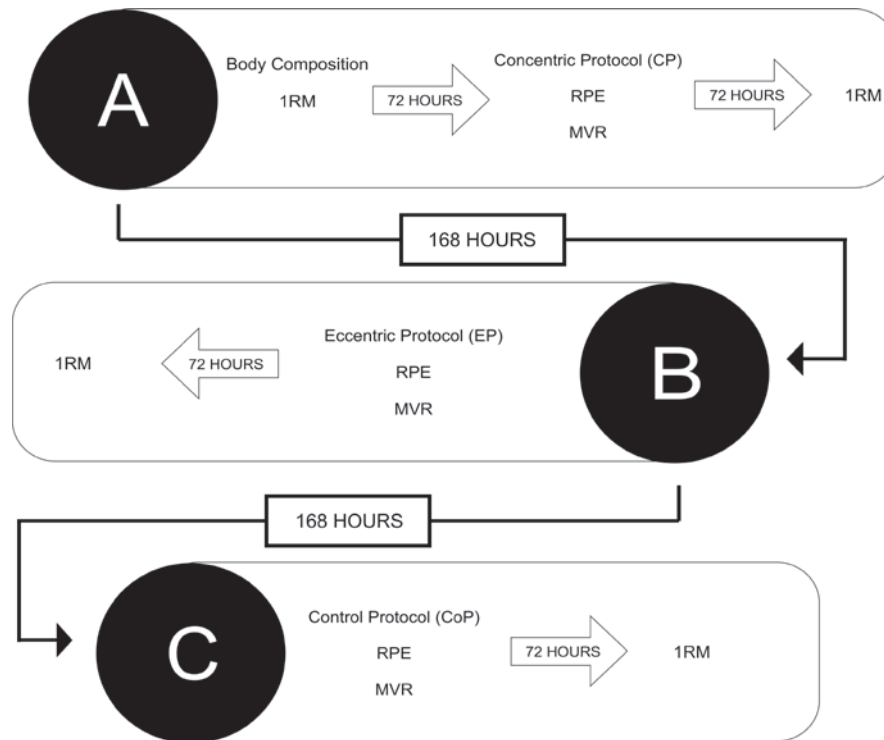 A
Body Composition
1RM
72 HOURS
Concentric Protocol (CP)
RPE
MVR
72 HOURS
1RM
168 HOURS
1RM
72 HOURS
Eccentric Protocol (EP)
RPE
MVR
B
168 HOURS
C
Control Protocol (CoP)
RPE
MVR
72 HOURS
1RM